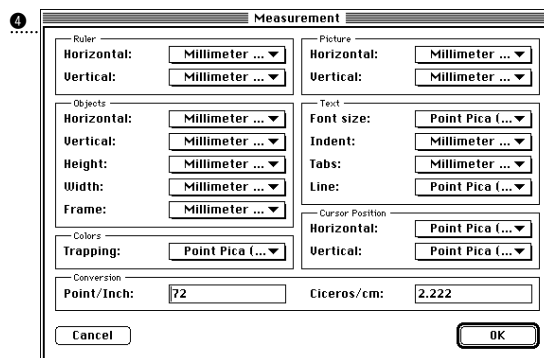 4
Measurement
Ruler
Horizontal: Millimeter ...
Vertical: Millimeter ...
Objects
Horizontal: Millimeter ...
Vertical: Millimeter ...
Height: Millimeter ...
Width: Millimeter ...
Frame: Millimeter ...
Colors
Trapping: Point Pica (...
Picture
Horizontal: Millimeter ...
Vertical: Millimeter ...
Text
Font size: Point Pica (...
Indent: Millimeter ...
Tabs: Millimeter ...
Line: Point Pica (...
Cursor Position
Horizontal: Point Pica (...
Vertical: Point Pica (...
Conversion
Point/Inch: 72 Ciceros/cm: 2.222
Cancel OK